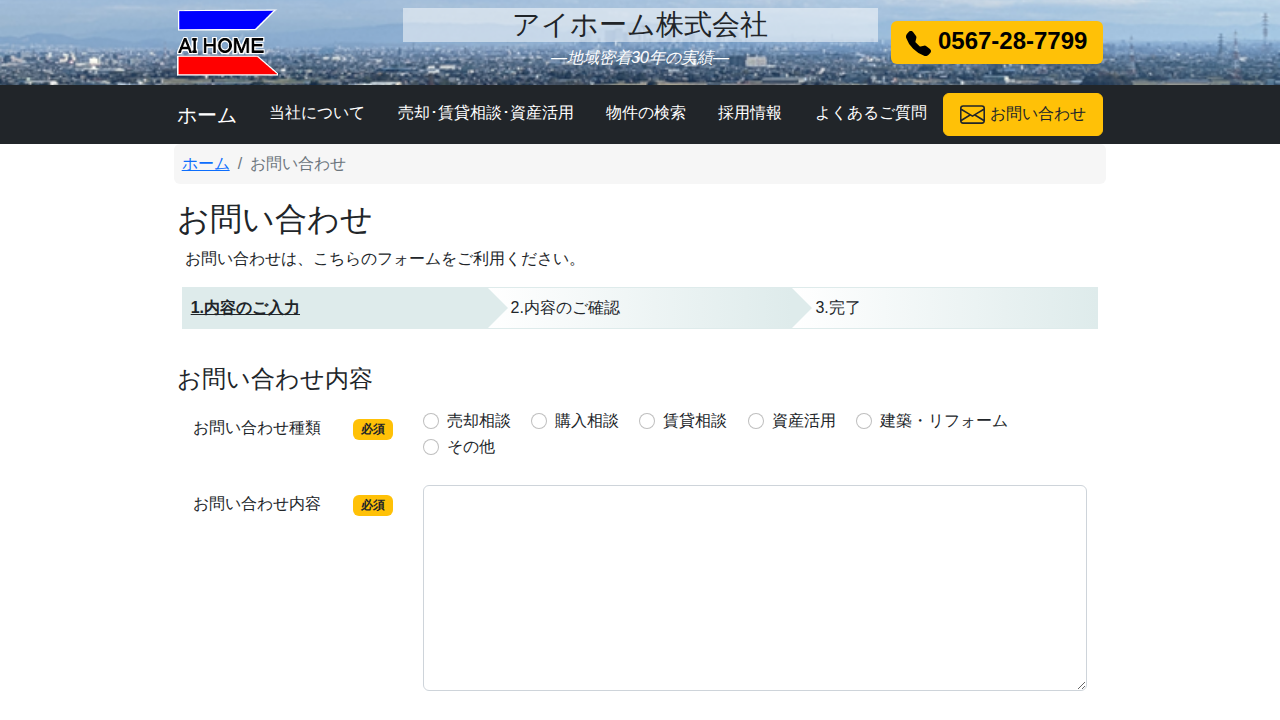 AI HOME
アイホーム株式会社
―地域密着30年の実績―
0567-28-7799
ホーム 当社について 売却･賃貸相談･資産活用 物件の検索 採用情報 よくあるご質問 お問い合わせ
ホーム / お問い合わせ
お問い合わせ
お問い合わせは、こちらのフォームをご利用ください。
1.内容のご入力 2.内容のご確認 3.完了
お問い合わせ内容
お問い合わせ種類 必須 売却相談 購入相談 賃貸相談 資産活用 建築・リフォーム
その他
お問い合わせ内容 必須